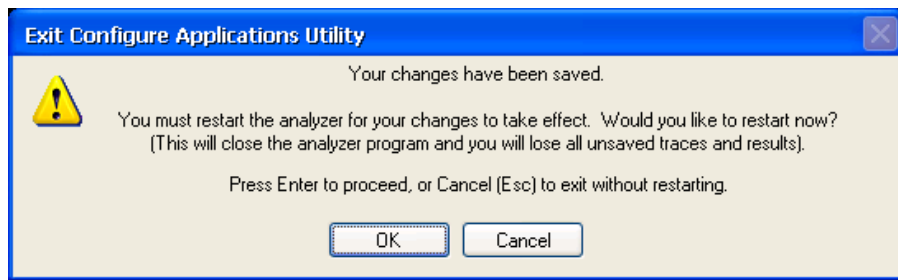 Exit Configure Applications Utility
Your changes have been saved.
You must restart the analyzer for your changes to take effect.  Would you like to restart now?
(This will close the analyzer program and you will lose all unsaved traces and results).
Press Enter to proceed, or Cancel (Esc) to exit without restarting.
OK
Cancel